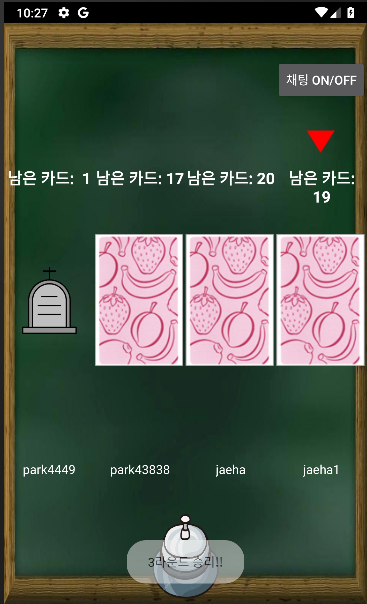 10:27 G
채팅 ON/OFF
남은 카드: 1 남은 카드: 17 남은 카드: 20 남은 카드:
19
park4449 park43838 jaeha jaeha1
3라운드 승리!!